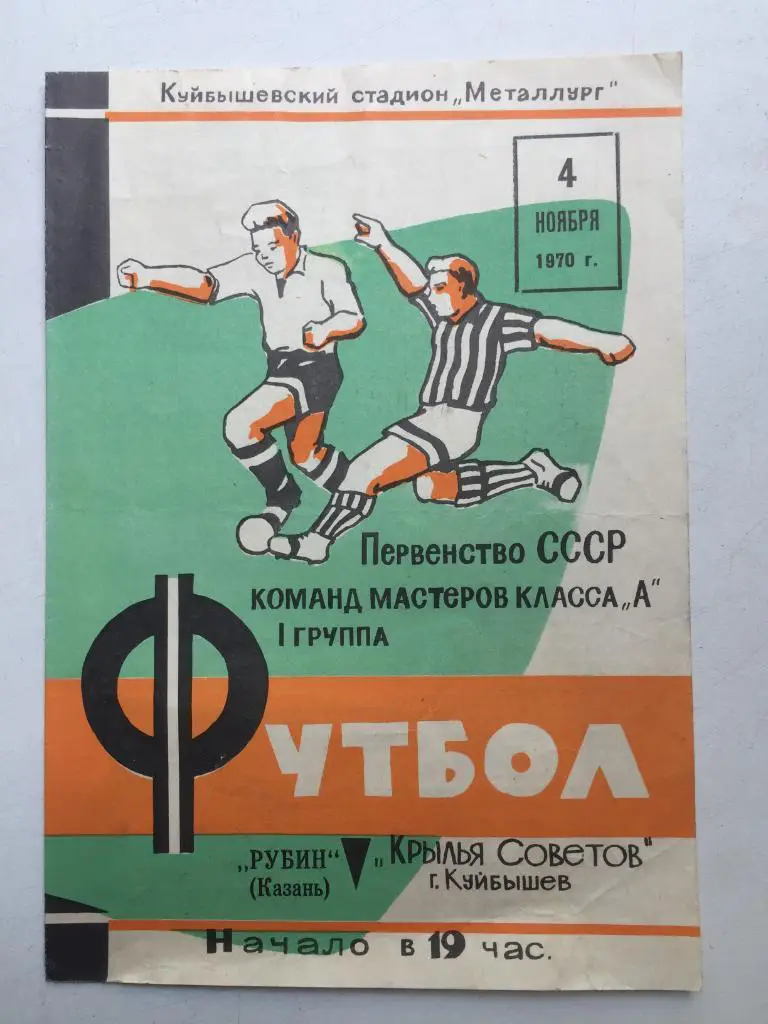 Куйбышевский стадион „Металлург"
4
НОЯБРЯ
1970 г.
Первенство СССР
команд мастеров класса „А"
I группа
Футбол
„РУБИН"
(Казань)
„Крылья Советов"
г. Куйбышев
Начало в 19 час.